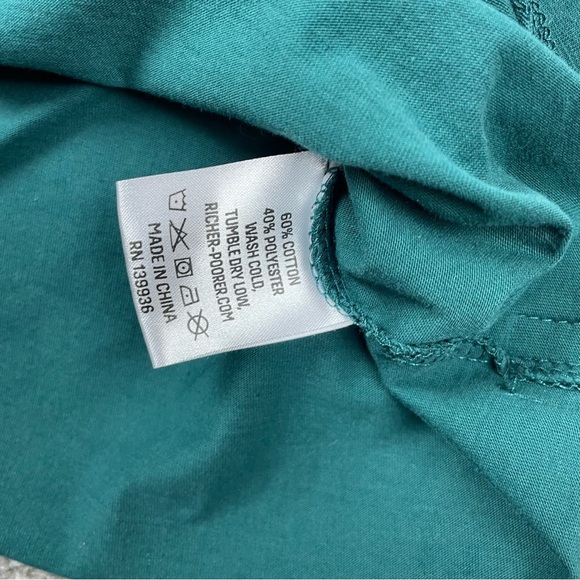 60% COTTON
40% POLYESTER
WASH COLD,
TUMBLE DRY LOW,
RICHER-POORER.COM
MADE IN CHINA
RN 139936